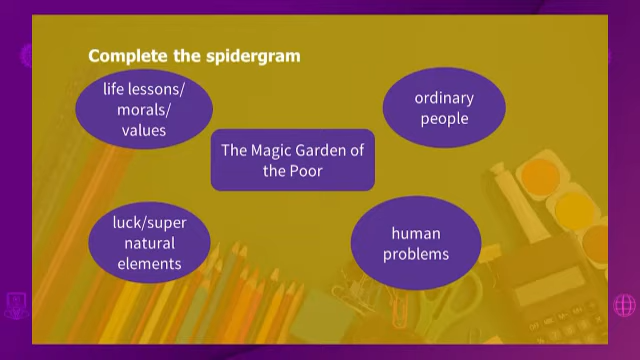 Complete the spidergram
life lessons/
morals/
values
ordinary
people
The Magic Garden of
the Poor
luck/super
natural
elements
human
problems